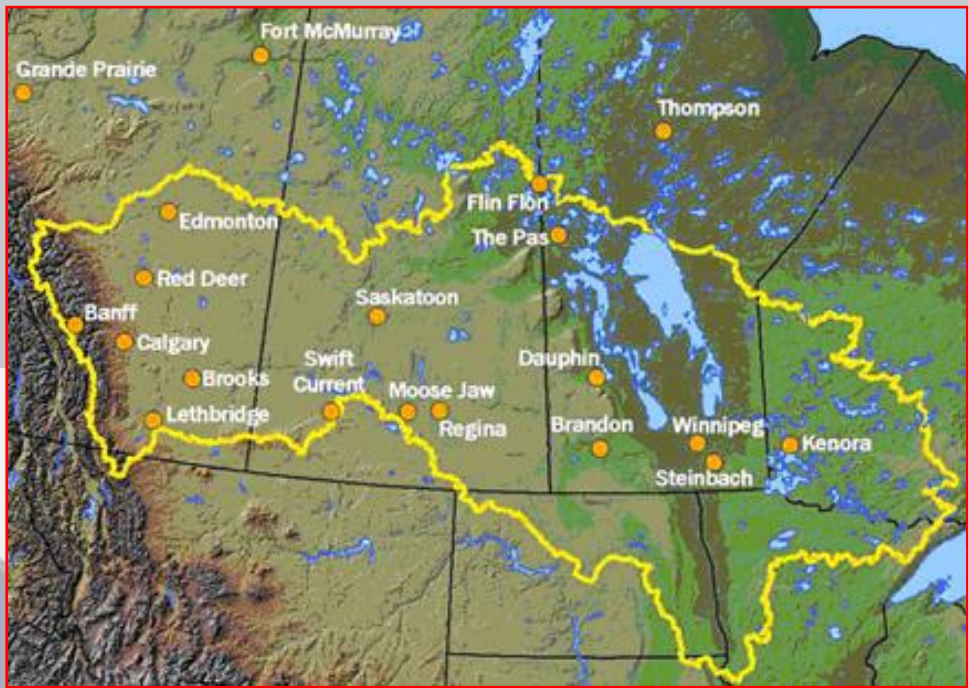 Fort McMurray
Grande Prairie
Thompson
Flin Flon
Edmonton
The Pas
Red Deer
Saskatoon
Banff
Calgary
Swift
Current
Dauphin
Brooks
Moose Jaw
Lethbridge
Regina
Brandon
Winnipeg
Kenora
Steinbach